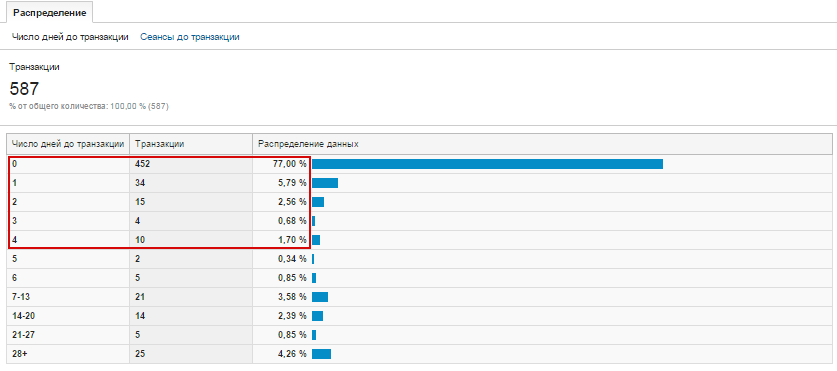 Распределение
Число дней до транзакции Сеансы до транзакции
Транзакции
587
% от общего количества: 100,00 % (587)
Число дней до транзакции Транзакции Распределение данных
0 452 77,00 %
1 34 5,79 %
2 15 2,56 %
3 4 0,68 %
4 10 1,70 %
5 2 0,34 %
6 5 0,85 %
7-13 21 3,58 %
14-20 14 2,39 %
21-27 5 0,85 %
28+ 25 4,26 %